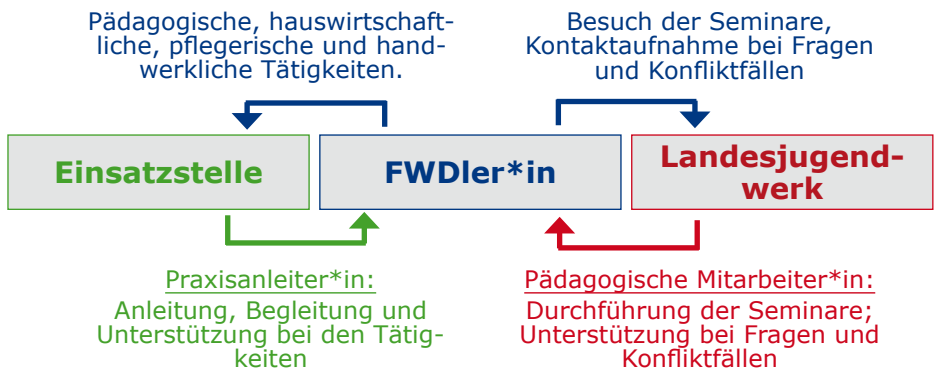 Pädagogische, hauswirtschaft-
liche, pflegerische und hand-
werkliche Tätigkeiten.
Besuch der Seminare,
Kontaktaufnahme bei Fragen
und Konfliktfällen
Einsatzstelle
FWDler*in
Landesjugend-
werk
Praxisanleiter*in:
Anleitung, Begleitung und
Unterstützung bei den Tätig-
keiten
Pädagogische Mitarbeiter*in:
Durchführung der Seminare;
Unterstützung bei Fragen und
Konfliktfällen